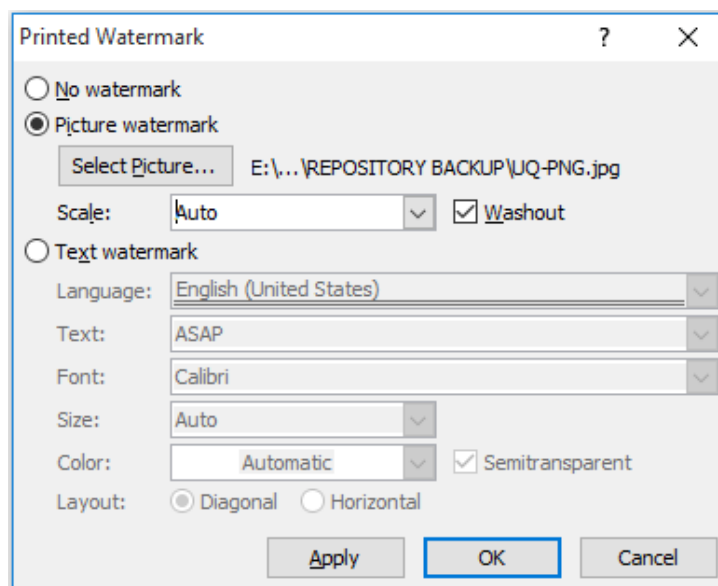 Printed Watermark ? X
No watermark
Picture watermark
Select Picture... E:\...\REPOSITORY BACKUP\UQ-PNG.jpg
Scale: Auto Washout
Text watermark
Language: English (United States)
Text: ASAP
Font: Calibri
Size: Auto
Color: Automatic Semitransparent
Layout: Diagonal Horizontal
Apply OK Cancel